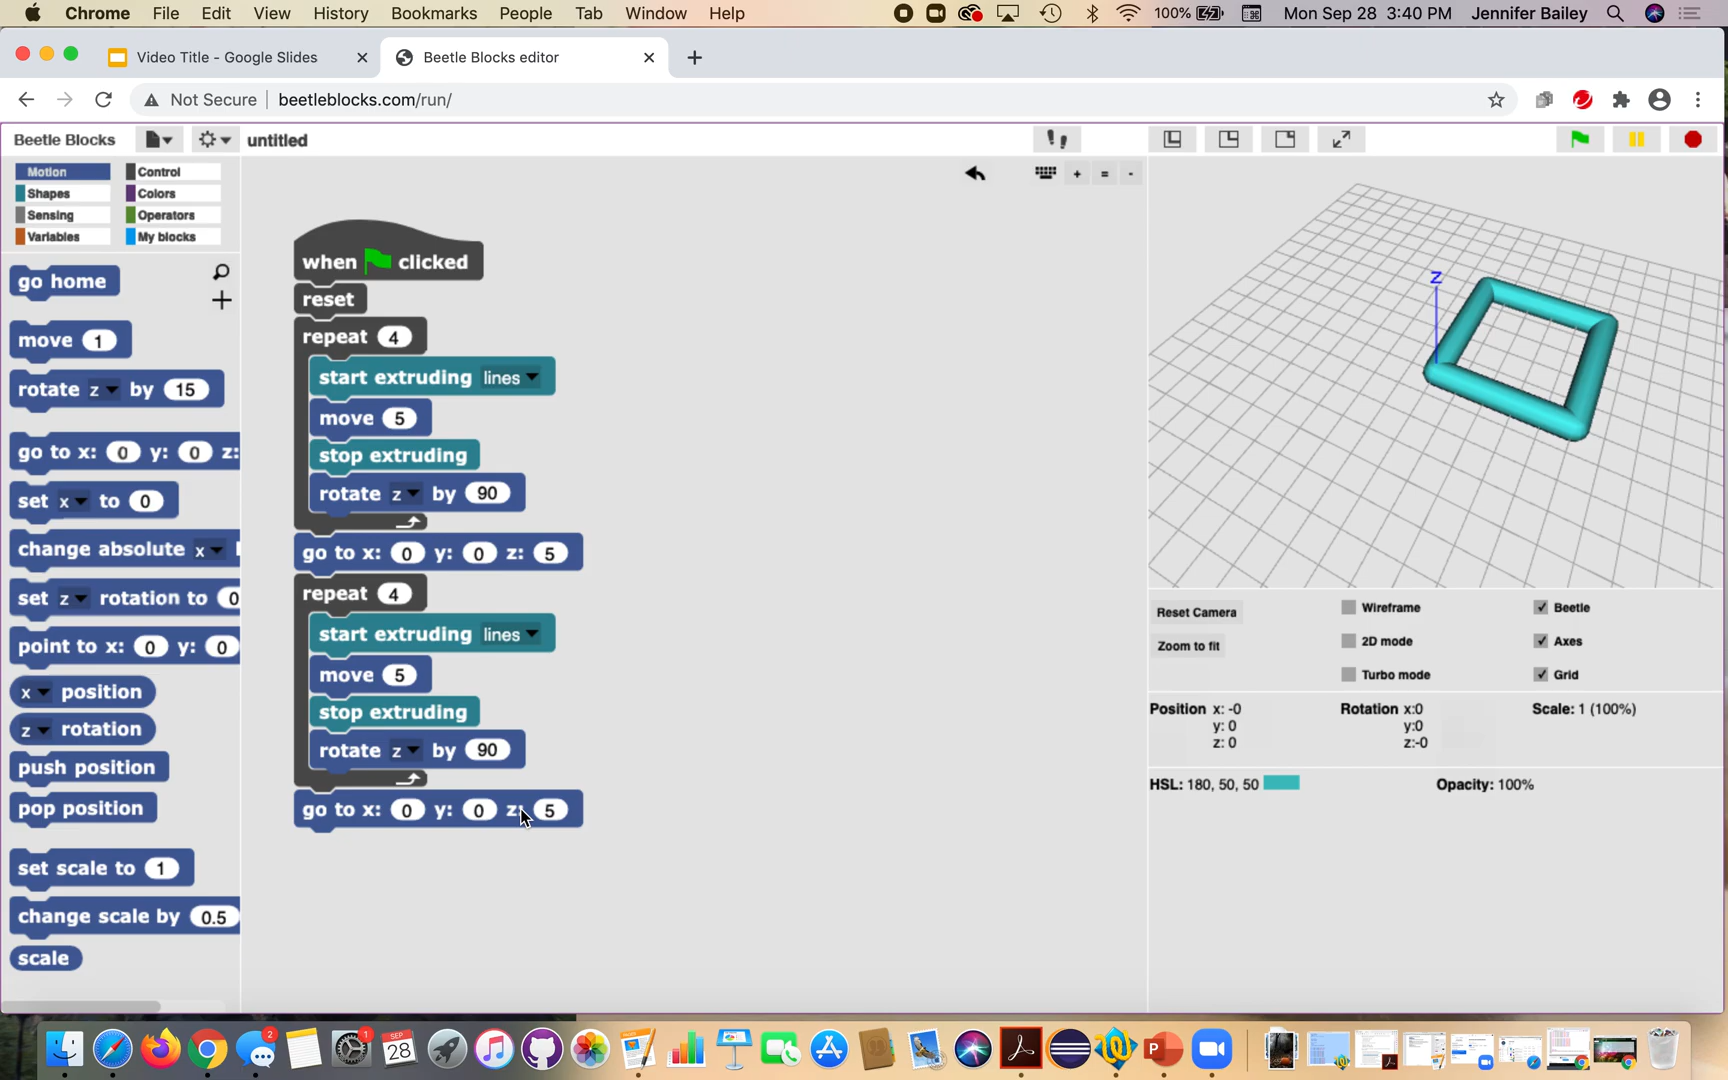 Chrome File Edit View History Bookmarks People Tab Window Help 100% Mon Sep 28 3:40 PM Jennifer Bailey
Video Title - Google Slides Beetle Blocks editor
Not Secure beetleblocks.com/run/
Beetle Blocks untitled
Motion Control
Shapes Colors
Sensing Operators
Variables My blocks
+ = -
go home
move 1
rotate z by 15
go to x: 0 y: 0 z:
set x to 0
change absolute x
set z rotation to 0
point to x: 0 y: 0
x position
z rotation
push position
pop position
set scale to 1
change scale by 0.5
scale
when clicked
reset
repeat 4
start extruding lines
move 5
stop extruding
rotate z by 90
go to x: 0 y: 0 z: 5
repeat 4
start extruding lines
move 5
stop extruding
rotate z by 90
go to x: 0 y: 0 z: 5
Z
Reset Camera Wireframe Beetle
Zoom to fit 2D mode Axes
Turbo mode Grid
Position x: -0 Rotation x:0 Scale: 1 (100%)
y: 0 y:0
z: 0 z:-0
HSL: 180, 50, 50 Opacity: 100%
2 1 SEP 28